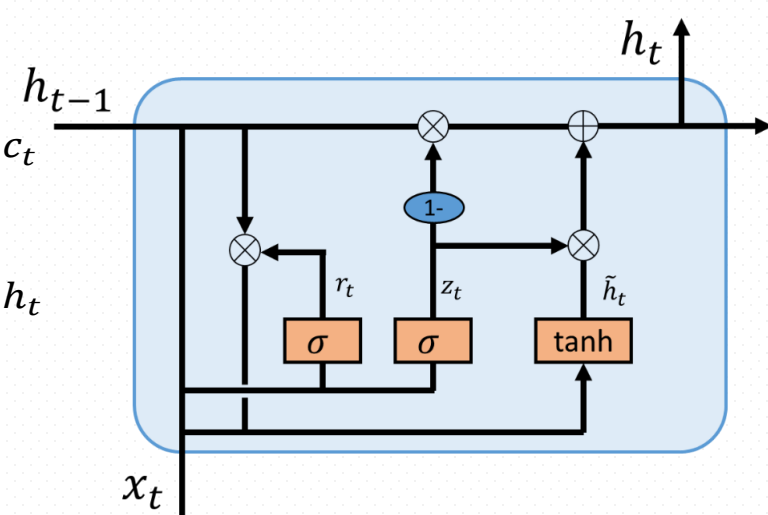 h_t
h_{t-1}
c_t
1-
h_t
r_t
z_t
h̃_t
σ
σ
tanh
x_t